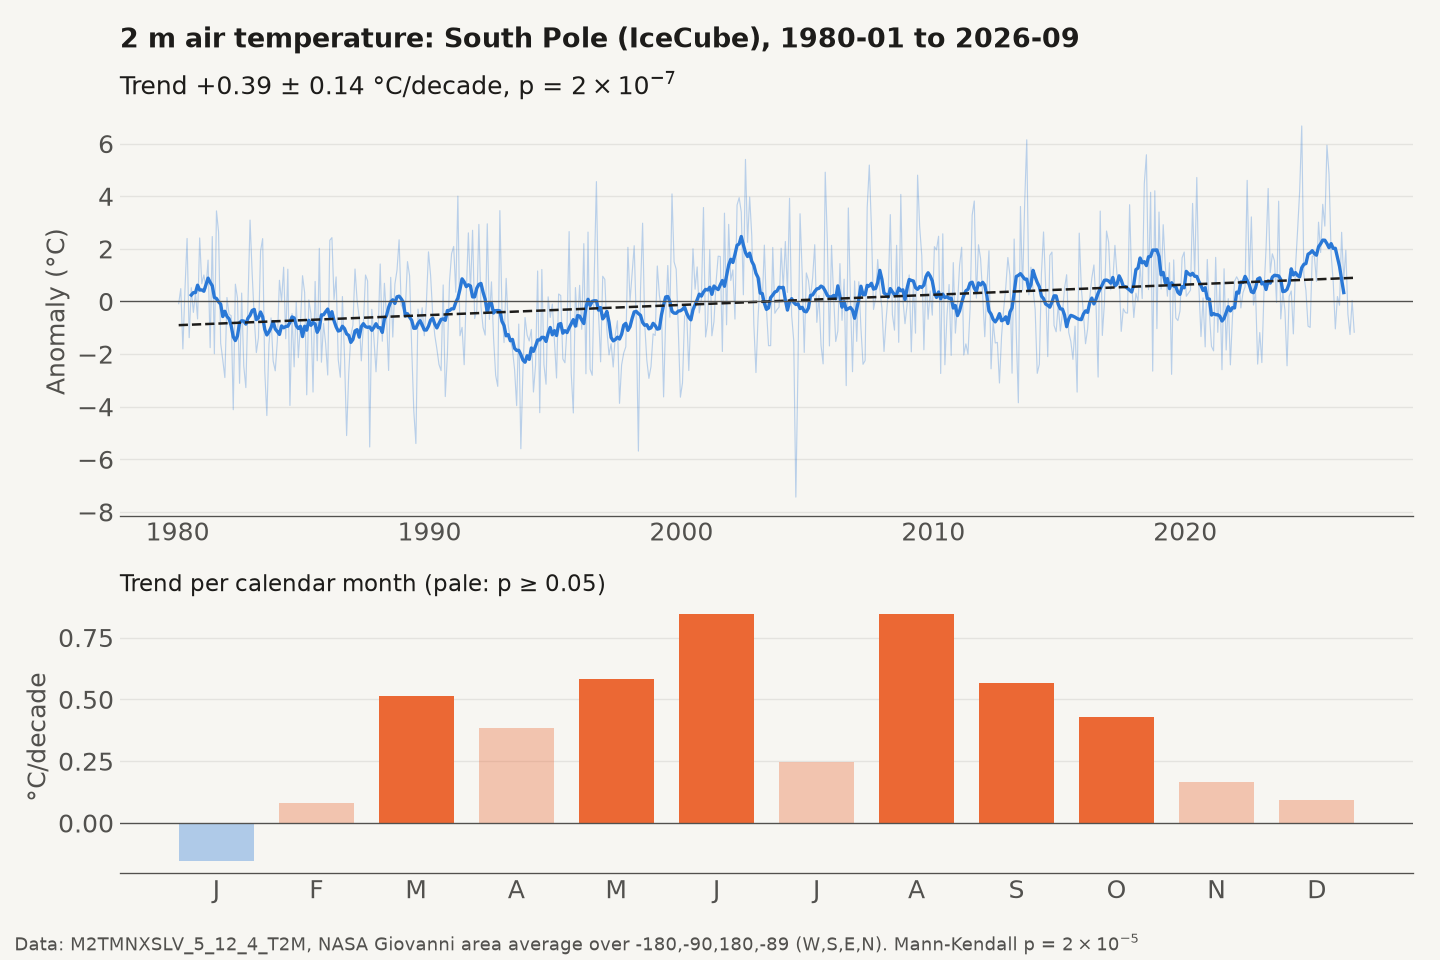 2 m air temperature: South Pole (IceCube), 1980-01 to 2026-09
Trend +0.39 ± 0.14 °C/decade, p = 2 × 10⁻⁷
Anomaly (°C)
6
4
2
0
−2
−4
−6
−8
1980 1990 2000 2010 2020
Trend per calendar month (pale: p ≥ 0.05)
°C/decade
0.75
0.50
0.25
0.00
J F M A M J J A S O N D
Data: M2TMNXSLV_5_12_4_T2M, NASA Giovanni area average over -180,-90,180,-89 (W,S,E,N). Mann-Kendall p = 2 × 10⁻⁵